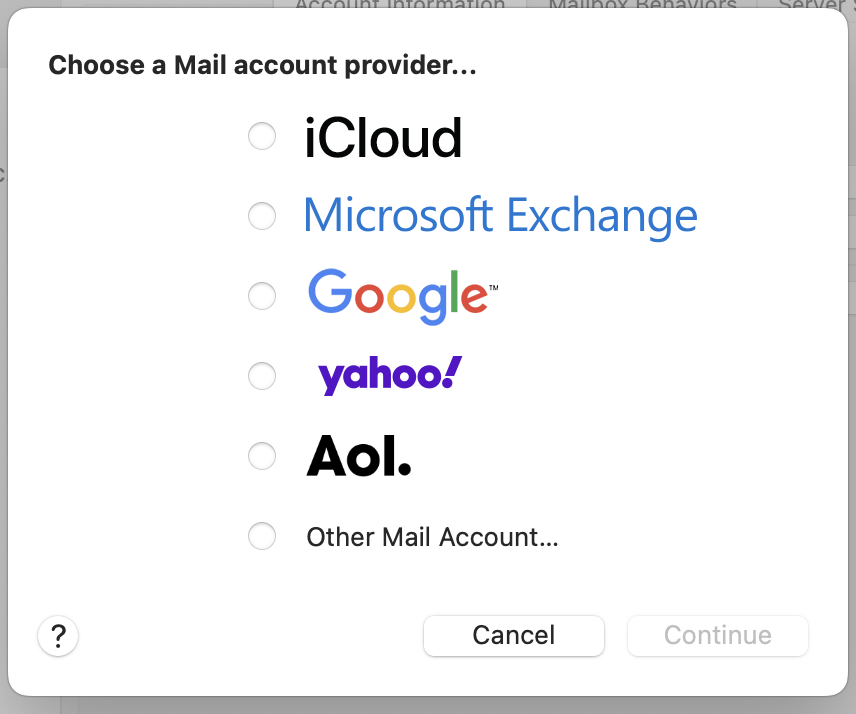 Account Information Mailbox Behaviors Server
Choose a Mail account provider...
iCloud
Microsoft Exchange
Google™
yahoo!
Aol.
Other Mail Account...
? Cancel Continue